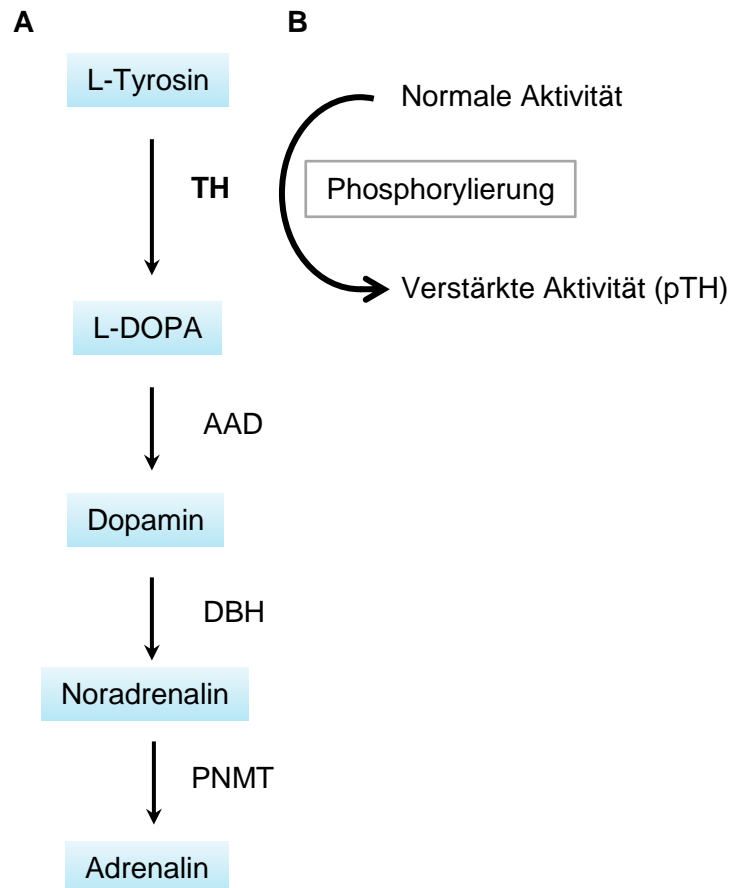 A
B
L-Tyrosin
Normale Aktivität
TH
Phosphorylierung
Verstärkte Aktivität (pTH)
L-DOPA
AAD
Dopamin
DBH
Noradrenalin
PNMT
Adrenalin